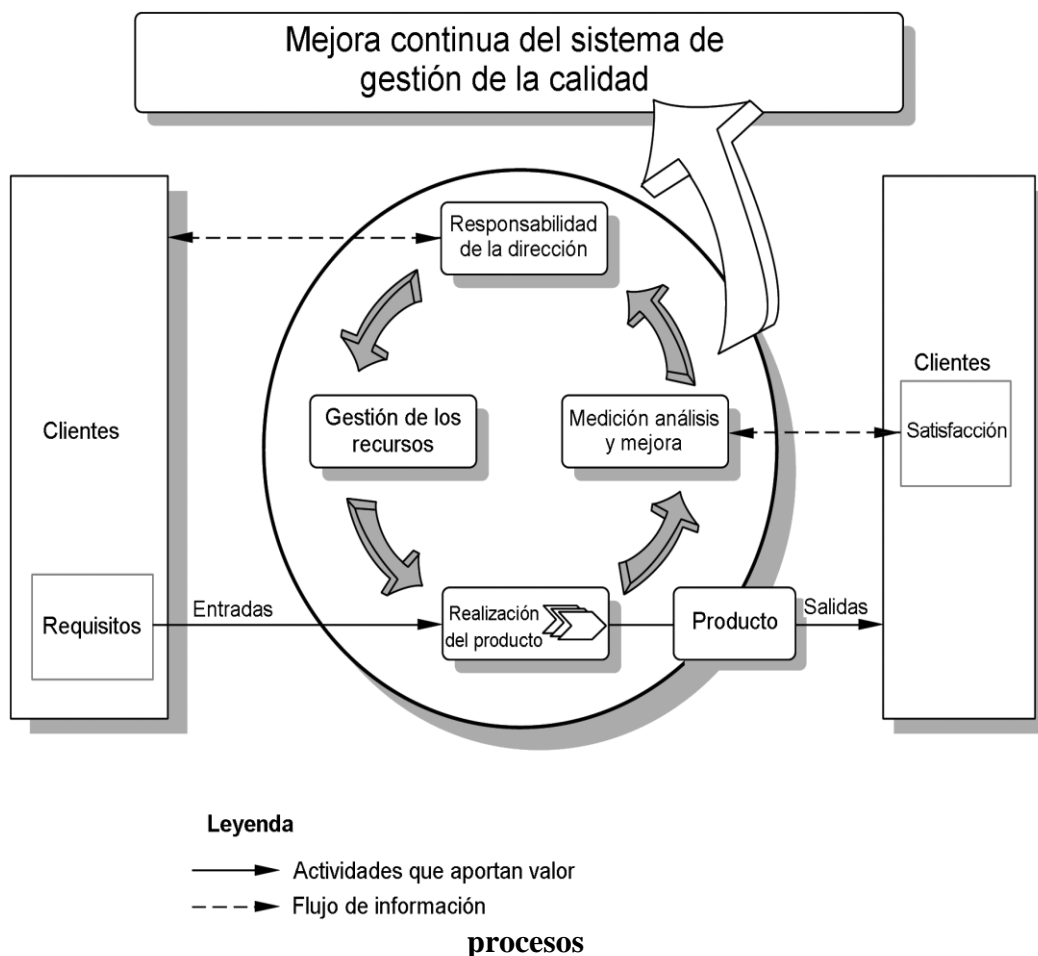 Mejora continua del sistema de
gestión de la calidad
Responsabilidad
de la dirección
Clientes
Gestión de los
recursos
Medición análisis
y mejora
Clientes
Satisfacción
Requisitos
Entradas
Realización
del producto
Producto
Salidas
Leyenda
Actividades que aportan valor
Flujo de información
procesos